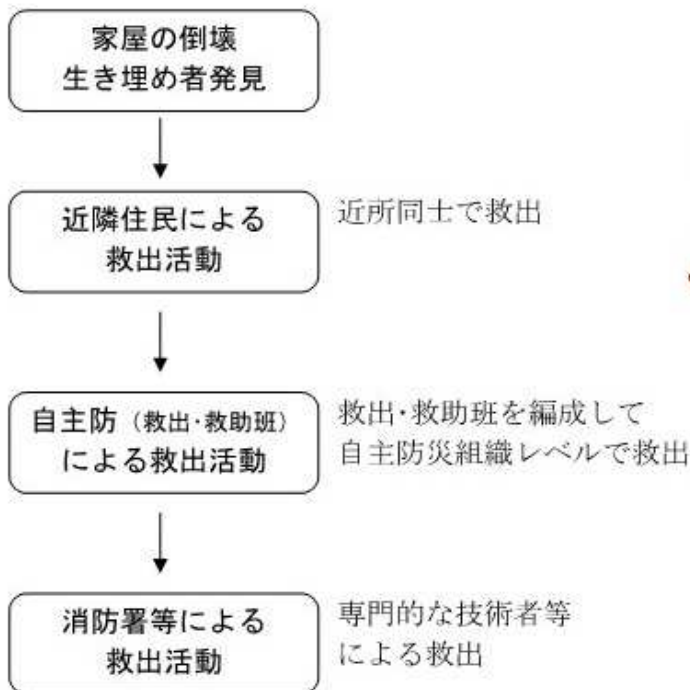 家屋の倒壊
生き埋め者発見
近隣住民による
救出活動
近所同士で救出
自主防（救出・救助班）
による救出活動
救出・救助班を編成して
自主防災組織レベルで救出
消防署等による
救出活動
専門的な技術者等
による救出